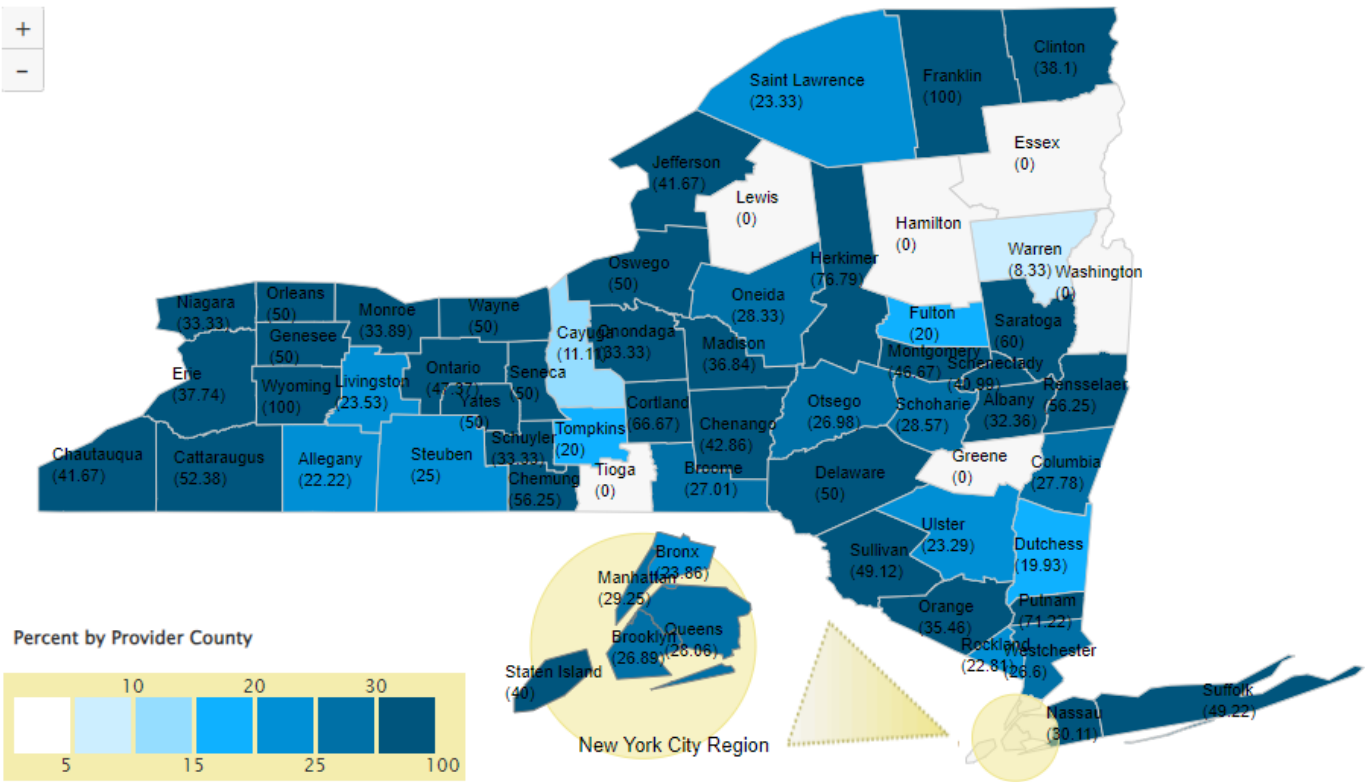 +
−
Clinton
(38.1)
Franklin
(100)
Saint Lawrence
(23.33)
Essex
(0)
Jefferson
(41.67)
Lewis
(0)
Hamilton
(0)
Warren
(8.33)
Washington
(0)
Herkimer
(76.79)
Oswego
(50)
Oneida
(28.33)
Fulton
(20)
Saratoga
(60)
Niagara
(33.33)
Orleans
(50)
Monroe
(33.89)
Wayne
(50)
Genesee
(50)
Cayuga
(11.11)
Onondaga
(33.33)
Madison
(36.84)
Montgomery
(46.67)
Schenectady
(40.99)
Erie
(37.74)
Wyoming
(100)
Livingston
(23.53)
Ontario
(47.37)
Seneca
(50)
Yates
(50)
Cortland
(66.67)
Chenango
(42.86)
Otsego
(26.98)
Schoharie
(28.57)
Albany
(32.36)
Rensselaer
(56.25)
Chautauqua
(41.67)
Cattaraugus
(52.38)
Allegany
(22.22)
Steuben
(25)
Schuyler
(33.33)
Tompkins
(20)
Chemung
(56.25)
Tioga
(0)
Broome
(27.01)
Delaware
(50)
Greene
(0)
Columbia
(27.78)
Ulster
(23.29)
Dutchess
(19.93)
Sullivan
(49.12)
Orange
(35.46)
Putnam
(71.22)
Rockland
(22.81)
Westchester
(26.6)
Bronx
(23.86)
Manhattan
(29.25)
Brooklyn
(26.89)
Queens
(28.06)
Staten Island
(40)
New York City Region
Nassau
(30.11)
Suffolk
(49.22)
Percent by Provider County
10 20 30
5 15 25 100